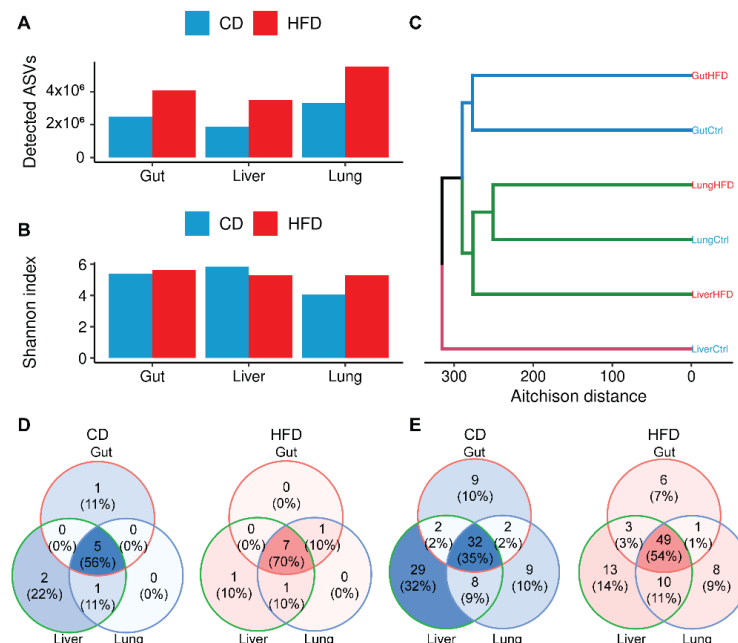 A
CD
HFD
Detected ASVs
4x10⁶
2x10⁶
0
Gut
Liver
Lung
B
CD
HFD
Shannon index
6
4
2
0
Gut
Liver
Lung
C
GutHFD
GutCtrl
LungHFD
LungCtrl
LiverHFD
LiverCtrl
300
200
100
0
Aitchison distance
D
CD
Gut
1
(11%)
0
(0%)
0
(0%)
5
(56%)
2
(22%)
1
(11%)
0
(0%)
Liver
Lung
HFD
Gut
0
(0%)
0
(0%)
1
(10%)
7
(70%)
1
(10%)
1
(10%)
0
(0%)
Liver
Lung
E
CD
Gut
9
(10%)
2
(2%)
2
(2%)
32
(35%)
29
(32%)
8
(9%)
9
(10%)
Liver
Lung
HFD
Gut
6
(7%)
3
(3%)
1
(1%)
49
(54%)
13
(14%)
10
(11%)
8
(9%)
Liver
Lung